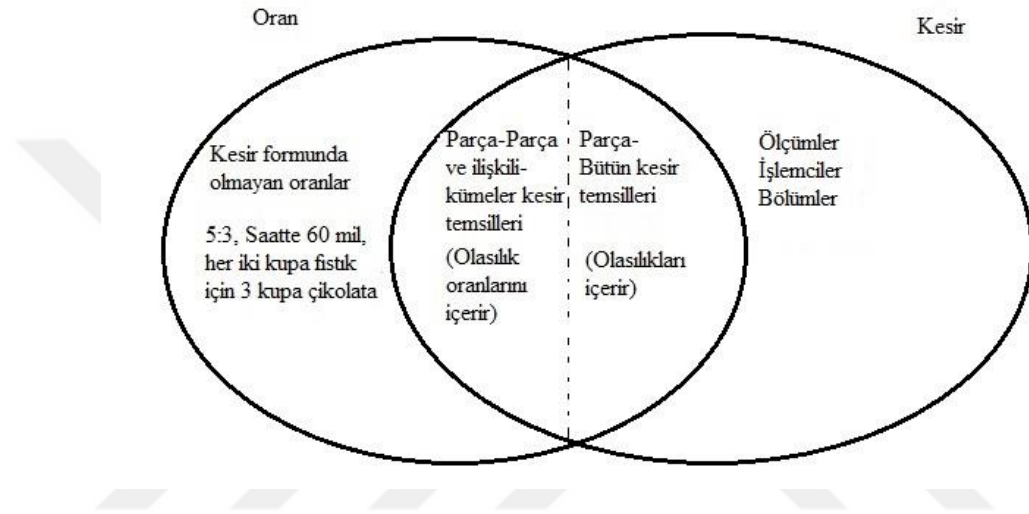 Oran
Kesir
Kesir formunda
olmayan oranlar
5:3, Saatte 60 mil,
her iki kupa fistık
için 3 kupa çikolata
Parça-Parça
ve ilişkili-
kümeler kesir
temsilleri
(Olasılık
oranlarını
içerir)
Parça-
Bütün kesir
temsilleri
(Olasılıkları
içerir)
Ölçümler
İşlemciler
Bölümler